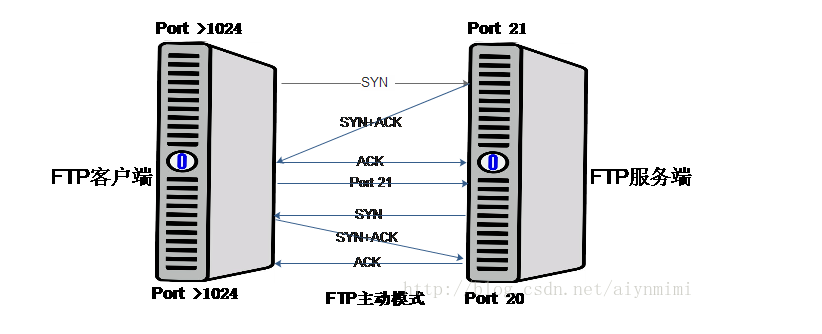 Port >1024
Port 21
SYN
SYN+ACK
ACK
FTP客户端
FTP服务端
Port 21
SYN
SYN+ACK
ACK
Port >1024
FTP主动模式
Port 20
http://blog.csdn.net/aiynmimi